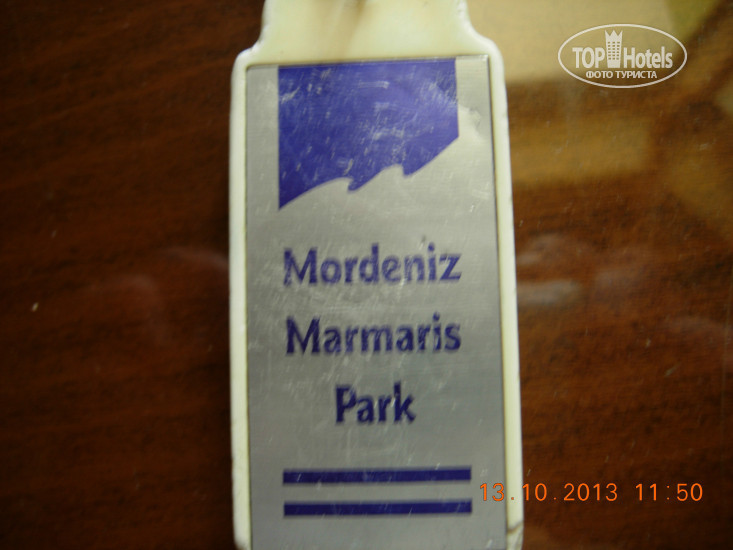 TOP Hotels
ФОТО ТУРИСТА
Mordeniz
Marmaris
Park
13.10.2013 11:50